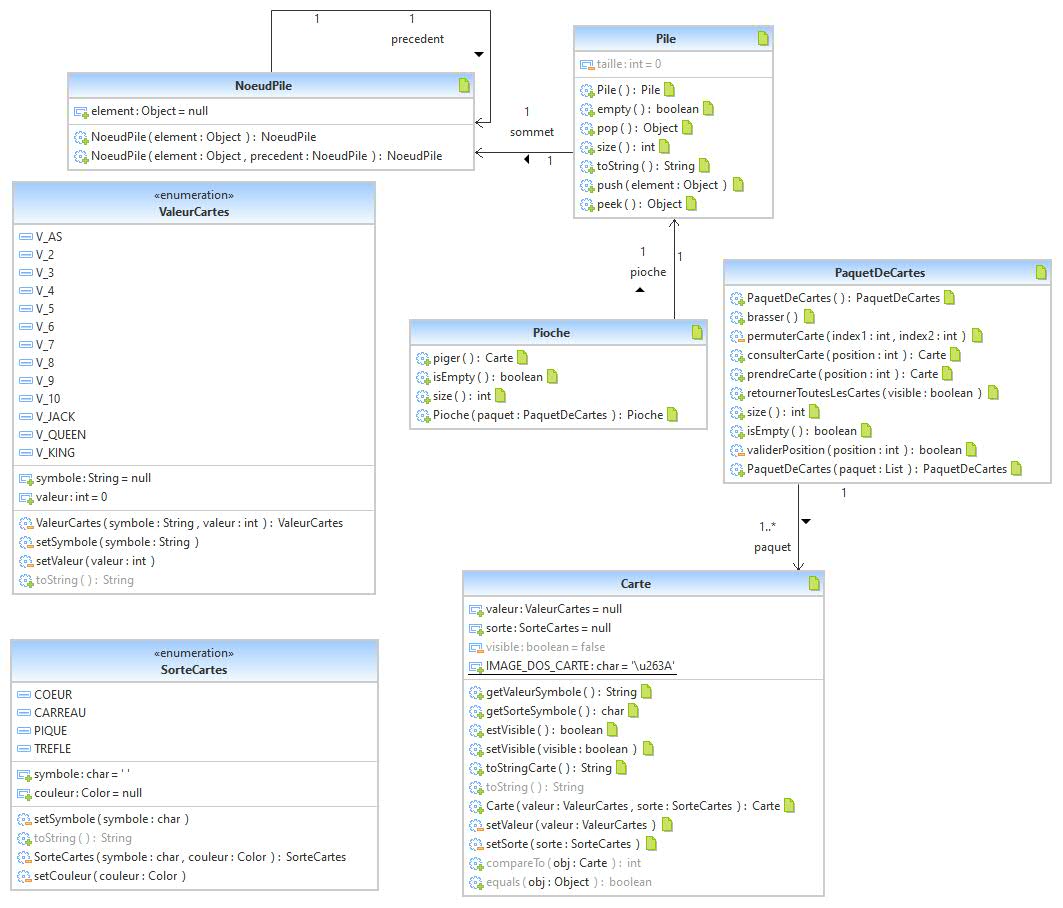 1
1
precedent
NoeudPile
element : Object = null
NoeudPile ( element : Object ) : NoeudPile
NoeudPile ( element : Object , precedent : NoeudPile ) : NoeudPile
1
sommet
1
Pile
taille : int = 0
Pile ( ) : Pile
empty ( ) : boolean
pop ( ) : Object
size ( ) : int
toString ( ) : String
push ( element : Object )
peek ( ) : Object
«enumeration»
ValeurCartes
V_AS
V_2
V_3
V_4
V_5
V_6
V_7
V_8
V_9
V_10
V_JACK
V_QUEEN
V_KING
symbole : String = null
valeur : int = 0
ValeurCartes ( symbole : String , valeur : int ) : ValeurCartes
setSymbole ( symbole : String )
setValeur ( valeur : int )
toString ( ) : String
1
1
pioche
Pioche
piger ( ) : Carte
isEmpty ( ) : boolean
size ( ) : int
Pioche ( paquet : PaquetDeCartes ) : Pioche
PaquetDeCartes
PaquetDeCartes ( ) : PaquetDeCartes
brasser ( )
permuterCarte ( index1 : int , index2 : int )
consulterCarte ( position : int ) : Carte
prendreCarte ( position : int ) : Carte
retournerToutesLesCartes ( visible : boolean )
size ( ) : int
isEmpty ( ) : boolean
validerPosition ( position : int ) : boolean
PaquetDeCartes ( paquet : List ) : PaquetDeCartes
1
1..*
paquet
Carte
valeur : ValeurCartes = null
sorte : SorteCartes = null
visible : boolean = false
IMAGE_DOS_CARTE : char = '\u263A'
getValeurSymbole ( ) : String
getSorteSymbole ( ) : char
estVisible ( ) : boolean
setVisible ( visible : boolean )
toStringCarte ( ) : String
toString ( ) : String
Carte ( valeur : ValeurCartes , sorte : SorteCartes ) : Carte
setValeur ( valeur : ValeurCartes )
setSorte ( sorte : SorteCartes )
compareTo ( obj : Carte ) : int
equals ( obj : Object ) : boolean
«enumeration»
SorteCartes
COEUR
CARREAU
PIQUE
TREFLE
symbole : char = ' '
couleur : Color = null
setSymbole ( symbole : char )
toString ( ) : String
SorteCartes ( symbole : char , couleur : Color ) : SorteCartes
setCouleur ( couleur : Color )